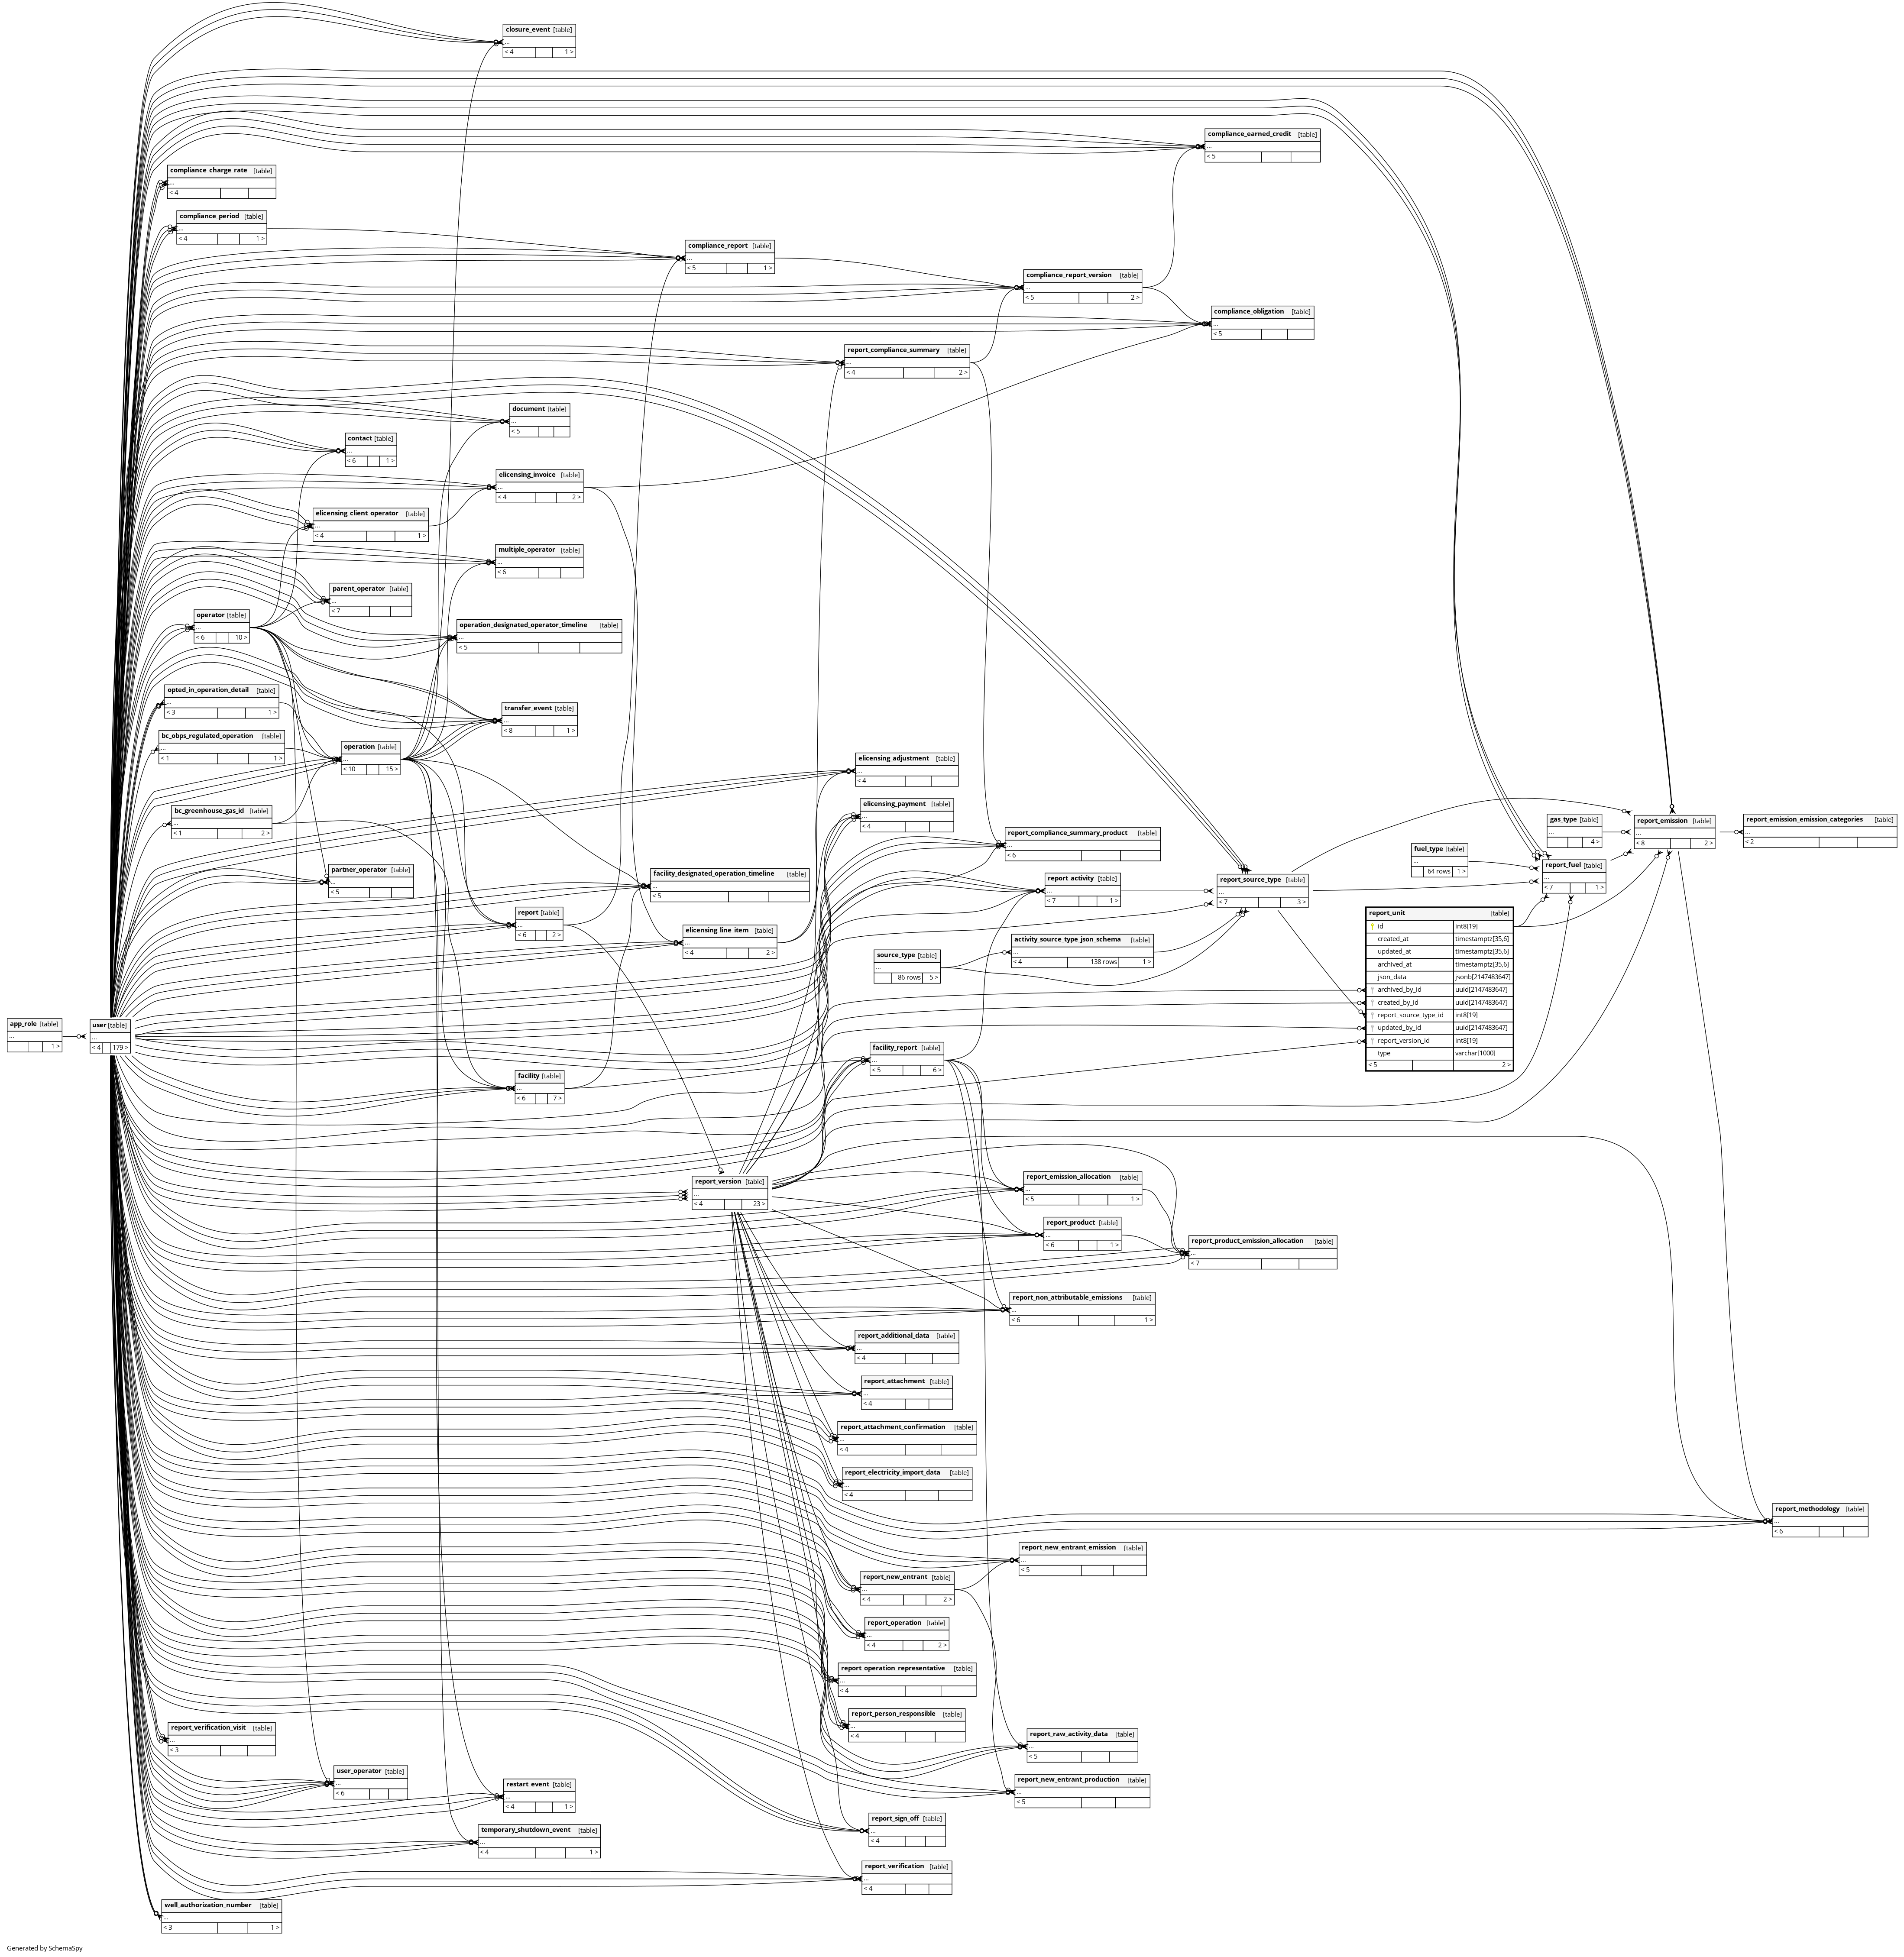 closure_event [table]
...
< 4 1 >
compliance_earned_credit [table]
...
< 5
compliance_charge_rate [table]
...
< 4
compliance_period [table]
...
< 4 1 >
compliance_report [table]
...
< 5 1 >
compliance_report_version [table]
...
< 5 2 >
compliance_obligation [table]
...
< 5
report_compliance_summary [table]
...
< 4 2 >
document [table]
...
< 5
contact [table]
...
< 6 1 >
elicensing_invoice [table]
...
< 4 2 >
elicensing_client_operator [table]
...
< 4 1 >
multiple_operator [table]
...
< 6
parent_operator [table]
...
< 7
operator [table]
...
< 6 10 >
operation_designated_operator_timeline [table]
...
< 5
opted_in_operation_detail [table]
...
< 3 1 >
transfer_event [table]
...
< 8 1 >
bc_obps_regulated_operation [table]
...
< 1 1 >
operation [table]
...
< 10 15 >
elicensing_adjustment [table]
...
< 4
bc_greenhouse_gas_id [table]
...
< 1 2 >
elicensing_payment [table]
...
< 4
report_compliance_summary_product [table]
...
< 6
gas_type [table]
...
4 >
report_emission [table]
...
< 8 2 >
report_emission_emission_categories [table]
...
< 2
fuel_type [table]
...
64 rows 1 >
report_fuel [table]
...
< 7 1 >
partner_operator [table]
...
< 5
facility_designated_operation_timeline [table]
...
< 5
report_activity [table]
...
< 7 1 >
report_source_type [table]
...
< 7 3 >
report [table]
...
< 6 2 >
elicensing_line_item [table]
...
< 4 2 >
activity_source_type_json_schema [table]
...
< 4 138 rows 1 >
source_type [table]
...
86 rows 5 >
report_unit [table]
id int8[19]
created_at timestamptz[35,6]
updated_at timestamptz[35,6]
archived_at timestamptz[35,6]
json_data jsonb[2147483647]
archived_by_id uuid[2147483647]
created_by_id uuid[2147483647]
report_source_type_id int8[19]
updated_by_id uuid[2147483647]
report_version_id int8[19]
type varchar[1000]
< 5 2 >
app_role [table]
...
1 >
user [table]
...
< 4 179 >
facility_report [table]
...
< 5 6 >
facility [table]
...
< 6 7 >
report_version [table]
...
< 4 23 >
report_emission_allocation [table]
...
< 5 1 >
report_product [table]
...
< 6 1 >
report_product_emission_allocation [table]
...
< 7
report_non_attributable_emissions [table]
...
< 6 1 >
report_additional_data [table]
...
< 4
report_attachment [table]
...
< 4
report_attachment_confirmation [table]
...
< 4
report_electricity_import_data [table]
...
< 4
report_methodology [table]
...
< 6
report_new_entrant_emission [table]
...
< 5
report_new_entrant [table]
...
< 4 2 >
report_operation [table]
...
< 4 2 >
report_operation_representative [table]
...
< 4
report_person_responsible [table]
...
< 4
report_verification_visit [table]
...
< 3
report_raw_activity_data [table]
...
< 5
user_operator [table]
...
< 6
restart_event [table]
...
< 4 1 >
report_new_entrant_production [table]
...
< 5
report_sign_off [table]
...
< 4
temporary_shutdown_event [table]
...
< 4 1 >
report_verification [table]
...
< 4
well_authorization_number [table]
...
< 3 1 >
Generated by SchemaSpy